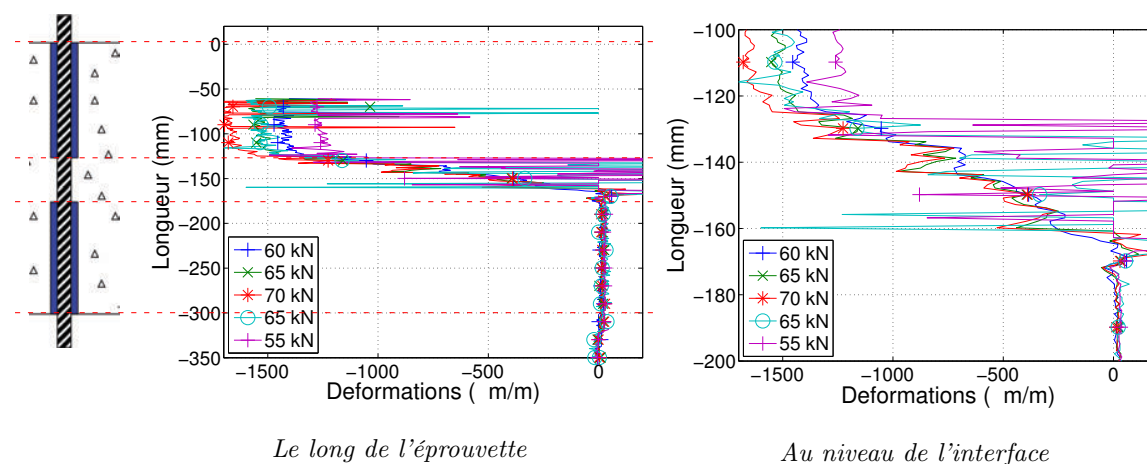 0
−50
−100
−150
−200
−250
−300
−350
Longueur (mm)
60 kN
65 kN
70 kN
65 kN
55 kN
−1500
−1000
−500
0
Deformations ( m/m)
−100
−120
−140
−160
−180
−200
Longueur (mm)
60 kN
65 kN
70 kN
65 kN
55 kN
−1500
−1000
−500
0
Deformations ( m/m)
Le long de l'éprouvette
Au niveau de l'interface